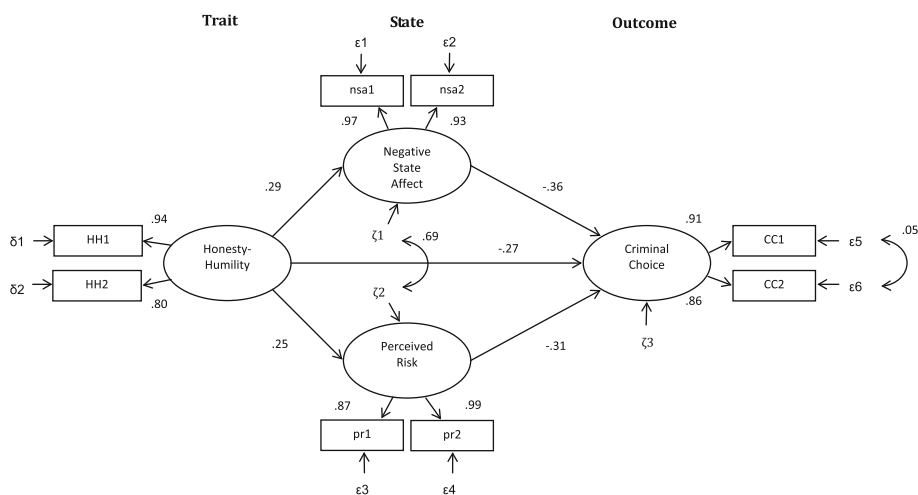 Trait
State
Outcome
ε1
ε2
nsa1
nsa2
.97
.93
Negative
State
Affect
.29
-.36
δ1
HH1
.94
ζ1
.69
-.27
.91
CC1
ε5
.05
Honesty-
Humility
Criminal
Choice
δ2
HH2
.80
ζ2
.86
CC2
ε6
.25
Perceived
Risk
-.31
ζ3
.87
.99
pr1
pr2
ε3
ε4